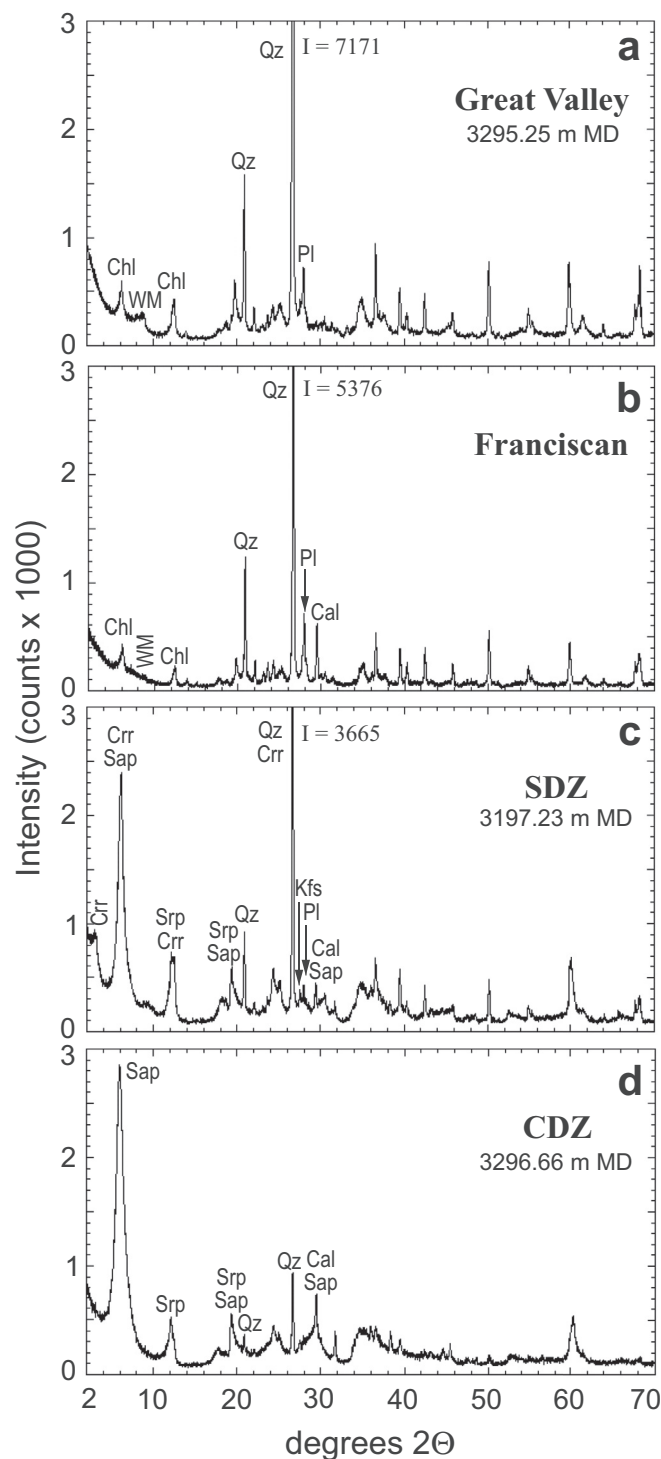 Intensity (counts x 1000)
3
2
1
0
a
Great Valley
3295.25 m MD
Qz
I = 7171
Qz
Pl
Chl
WM
Chl
3
2
1
0
b
Franciscan
Qz
I = 5376
Qz
Pl
Cal
Chl
WM
Chl
3
2
1
0
c
SDZ
3197.23 m MD
Qz
Crr
I = 3665
Crr
Sap
Crr
Srp
Crr
Srp
Sap
Qz
Kfs
Pl
Cal
Sap
3
2
1
0
d
CDZ
3296.66 m MD
Sap
Srp
Srp
Sap
Qz
Qz
Cal
Sap
2 10 20 30 40 50 60 70
degrees 2Θ